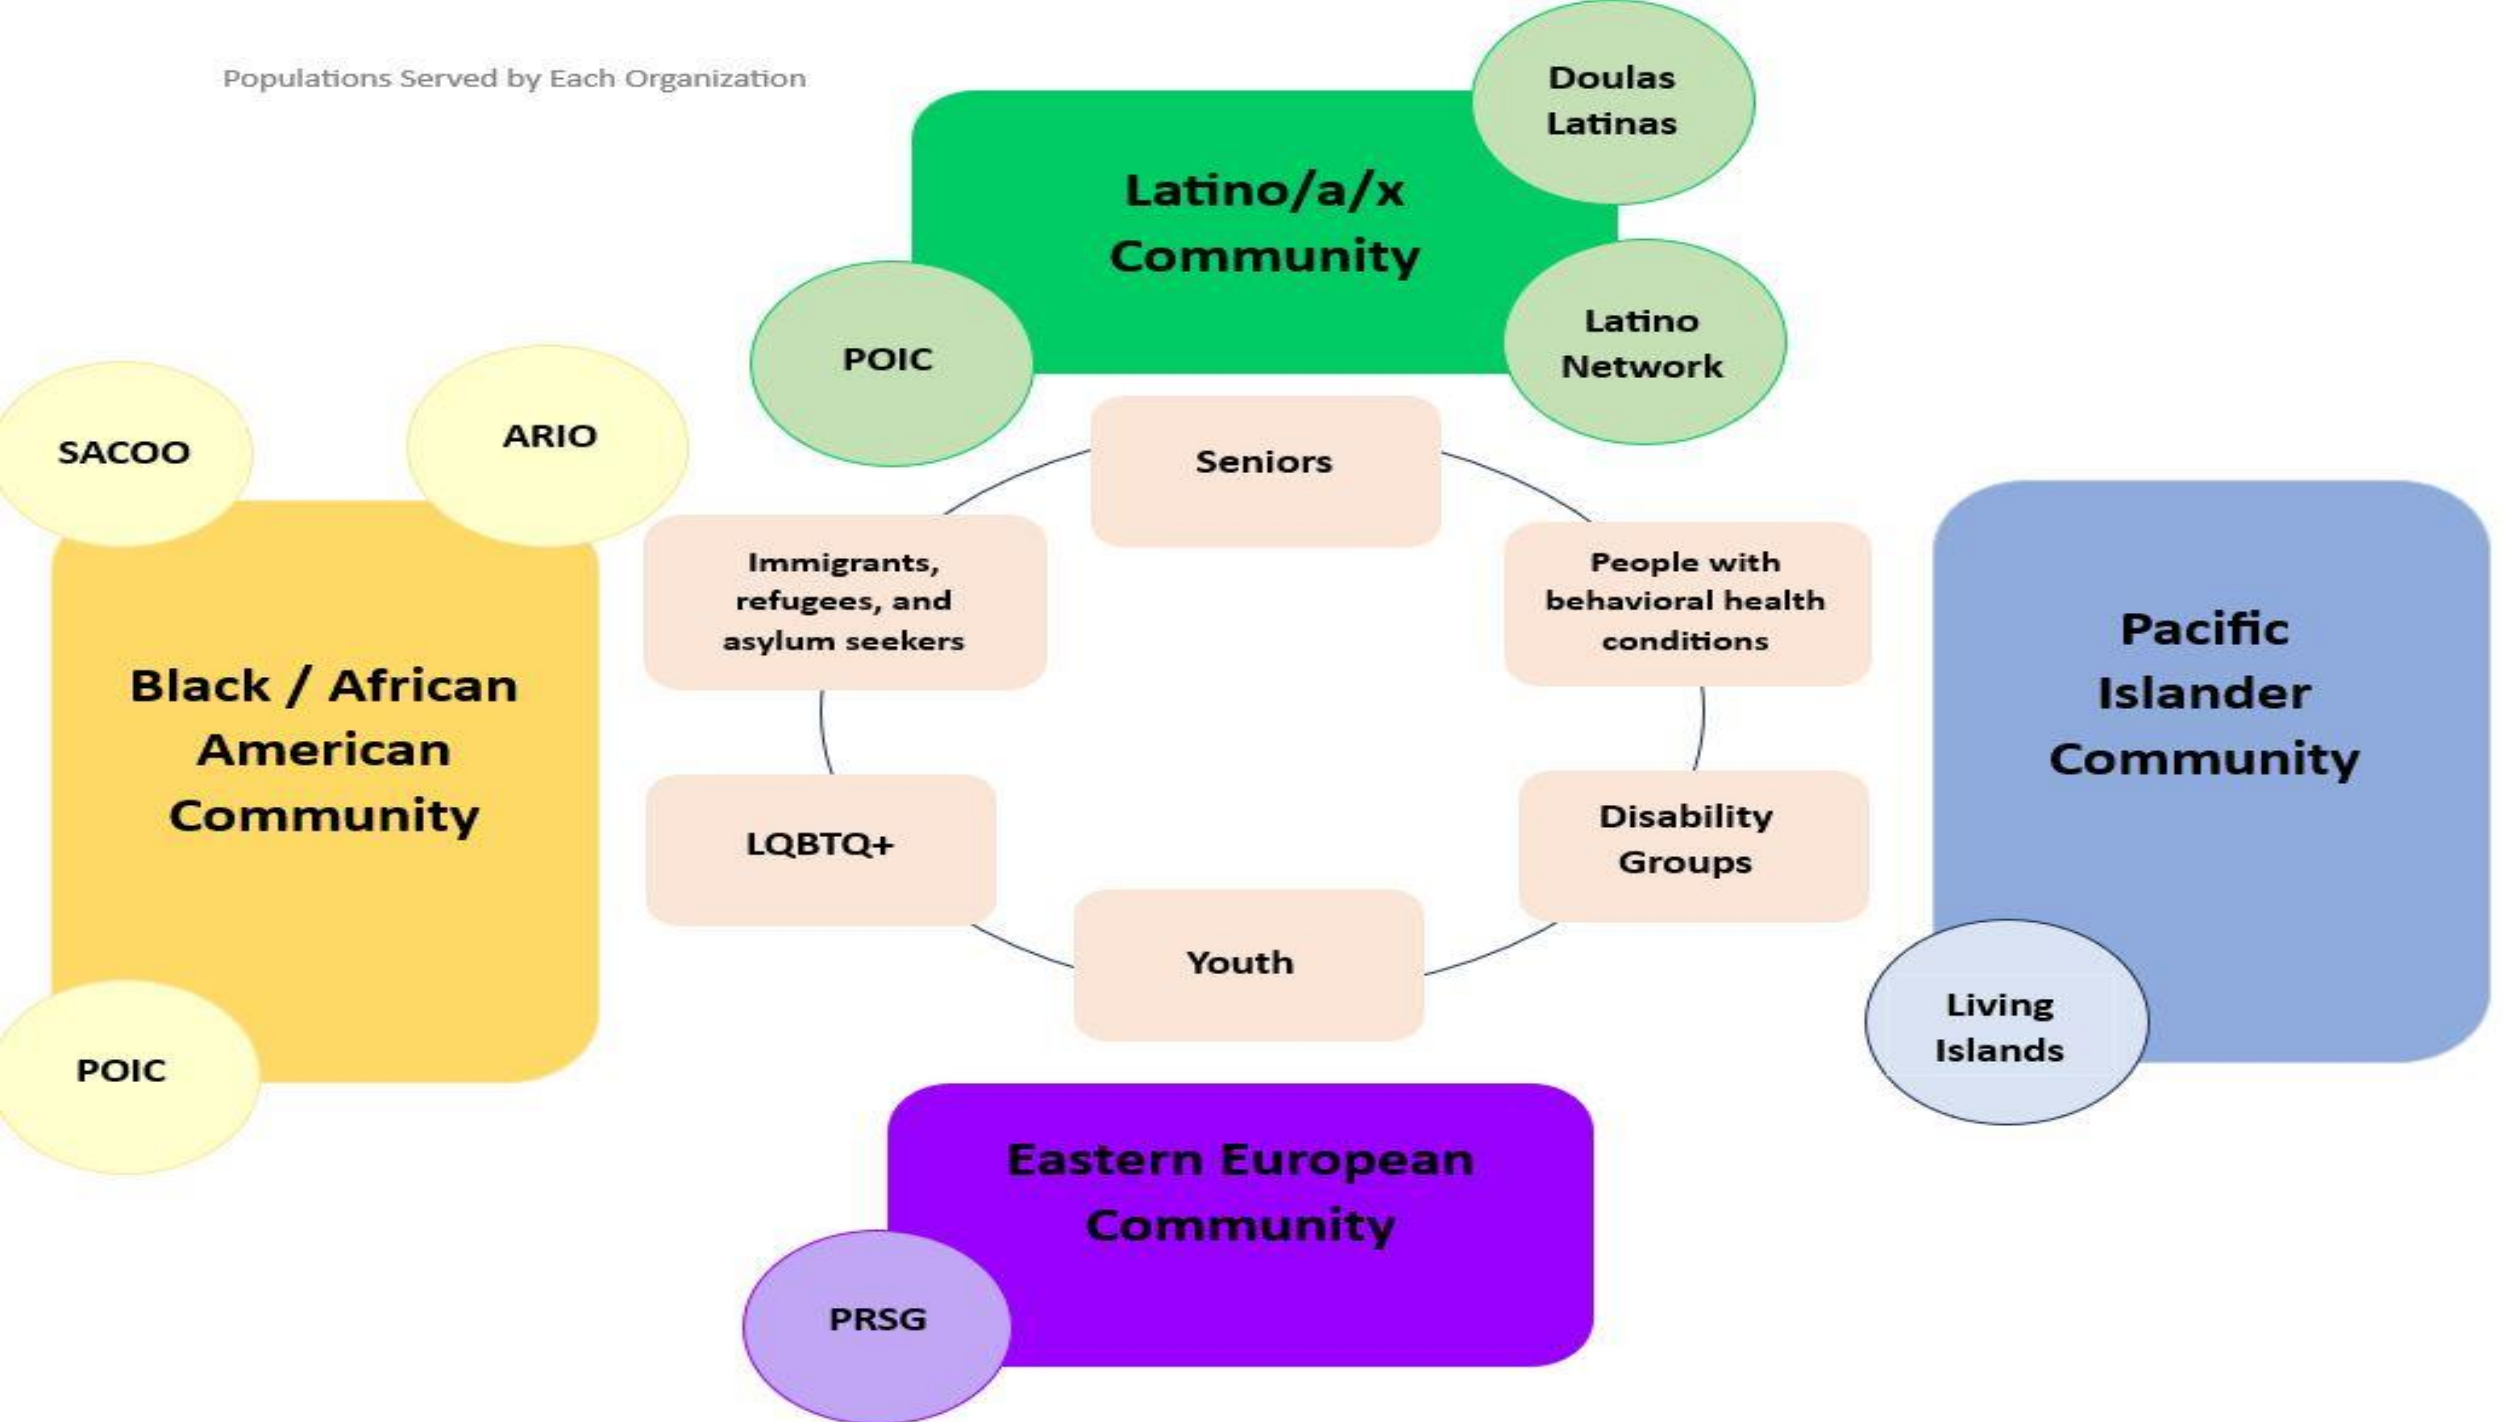 Populations Served by Each Organization
Doulas
Latinas
Latino/a/x
Community
Latino
Network
POIC
SACOO
ARIO
Seniors
Immigrants,
refugees, and
asylum seekers
People with
behavioral health
conditions
Black / African
American
Community
Pacific
Islander
Community
LQBTQ+
Disability
Groups
Youth
POIC
Living
Islands
Eastern European
Community
PRSG